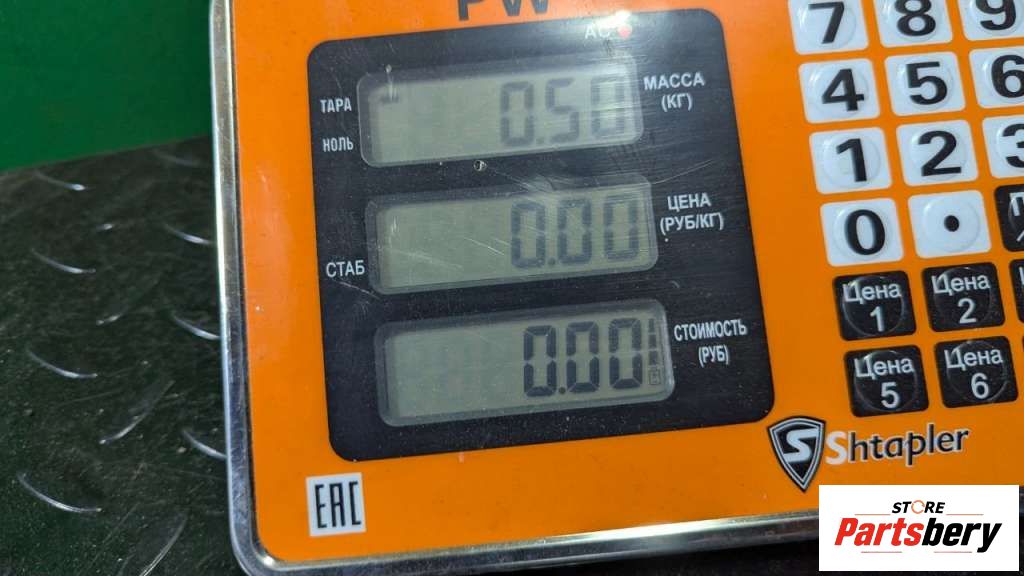 PW
AC
ТАРА
НОЛЬ
0.50
МАССА
(КГ)
СТАБ
0.00
ЦЕНА
(РУБ/КГ)
0.00
СТОИМОСТЬ
(РУБ)
7 8 9
4 5 6
1 2 3
0 •
Цена
1
Цена
2
Цена
5
Цена
6
Shtapler
EAC
STORE
Partsbery